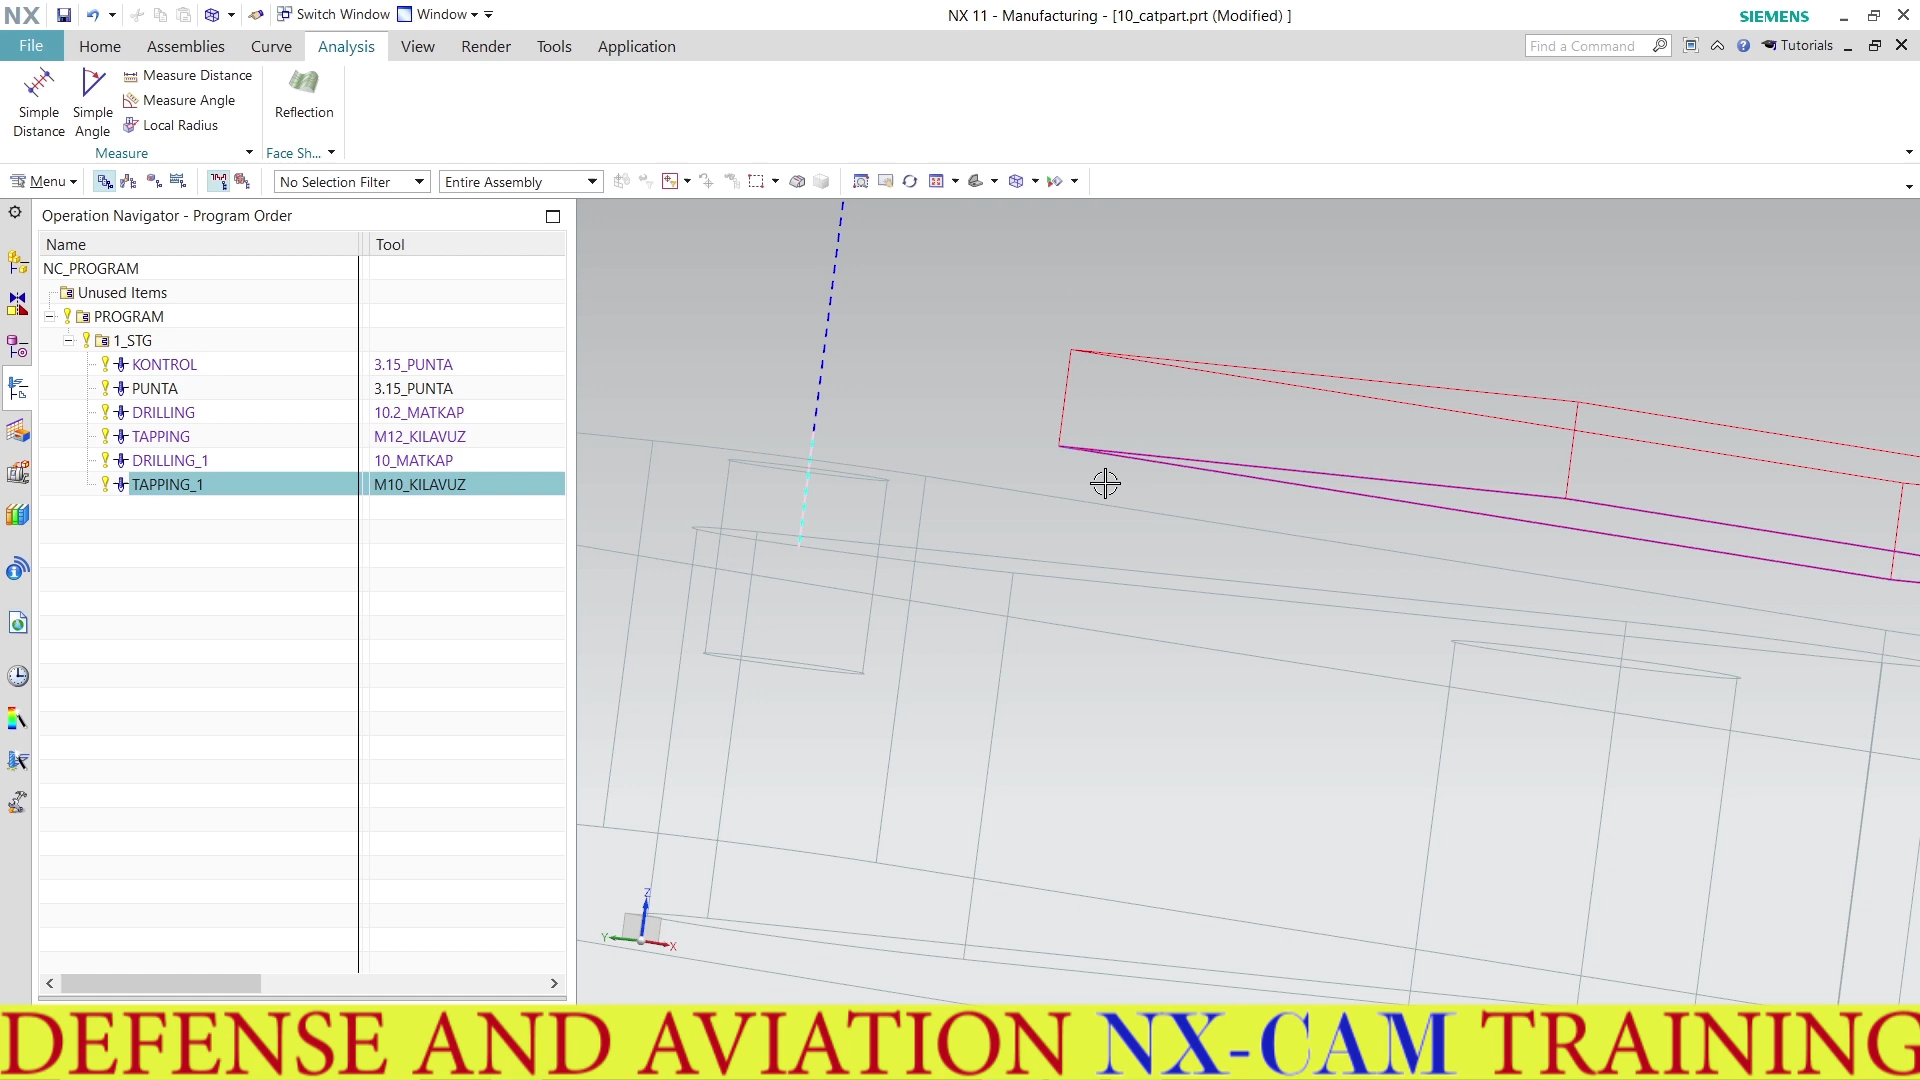 NX Switch Window Window NX 11 - Manufacturing - [10_catpart.prt (Modified) ] SIEMENS
File Home Assemblies Curve Analysis View Curve Render Tools Application Find a Command Tutorials
Simple Distance
Simple Angle
Measure Distance
Measure Angle
Local Radius
Reflection
Measure Face Sh...
Menu No Selection Filter Entire Assembly
Operation Navigator - Program Order
Name Tool
NC_PROGRAM
Unused Items
PROGRAM
1_STG
KONTROL 3.15_PUNTA
PUNTA 3.15_PUNTA
DRILLING 10.2_MATKAP
TAPPING M12_KILAVUZ
DRILLING_1 10_MATKAP
TAPPING_1 M10_KILAVUZ
Z
Y X
DEFENSE AND AVIATION NX-CAM TRAINING